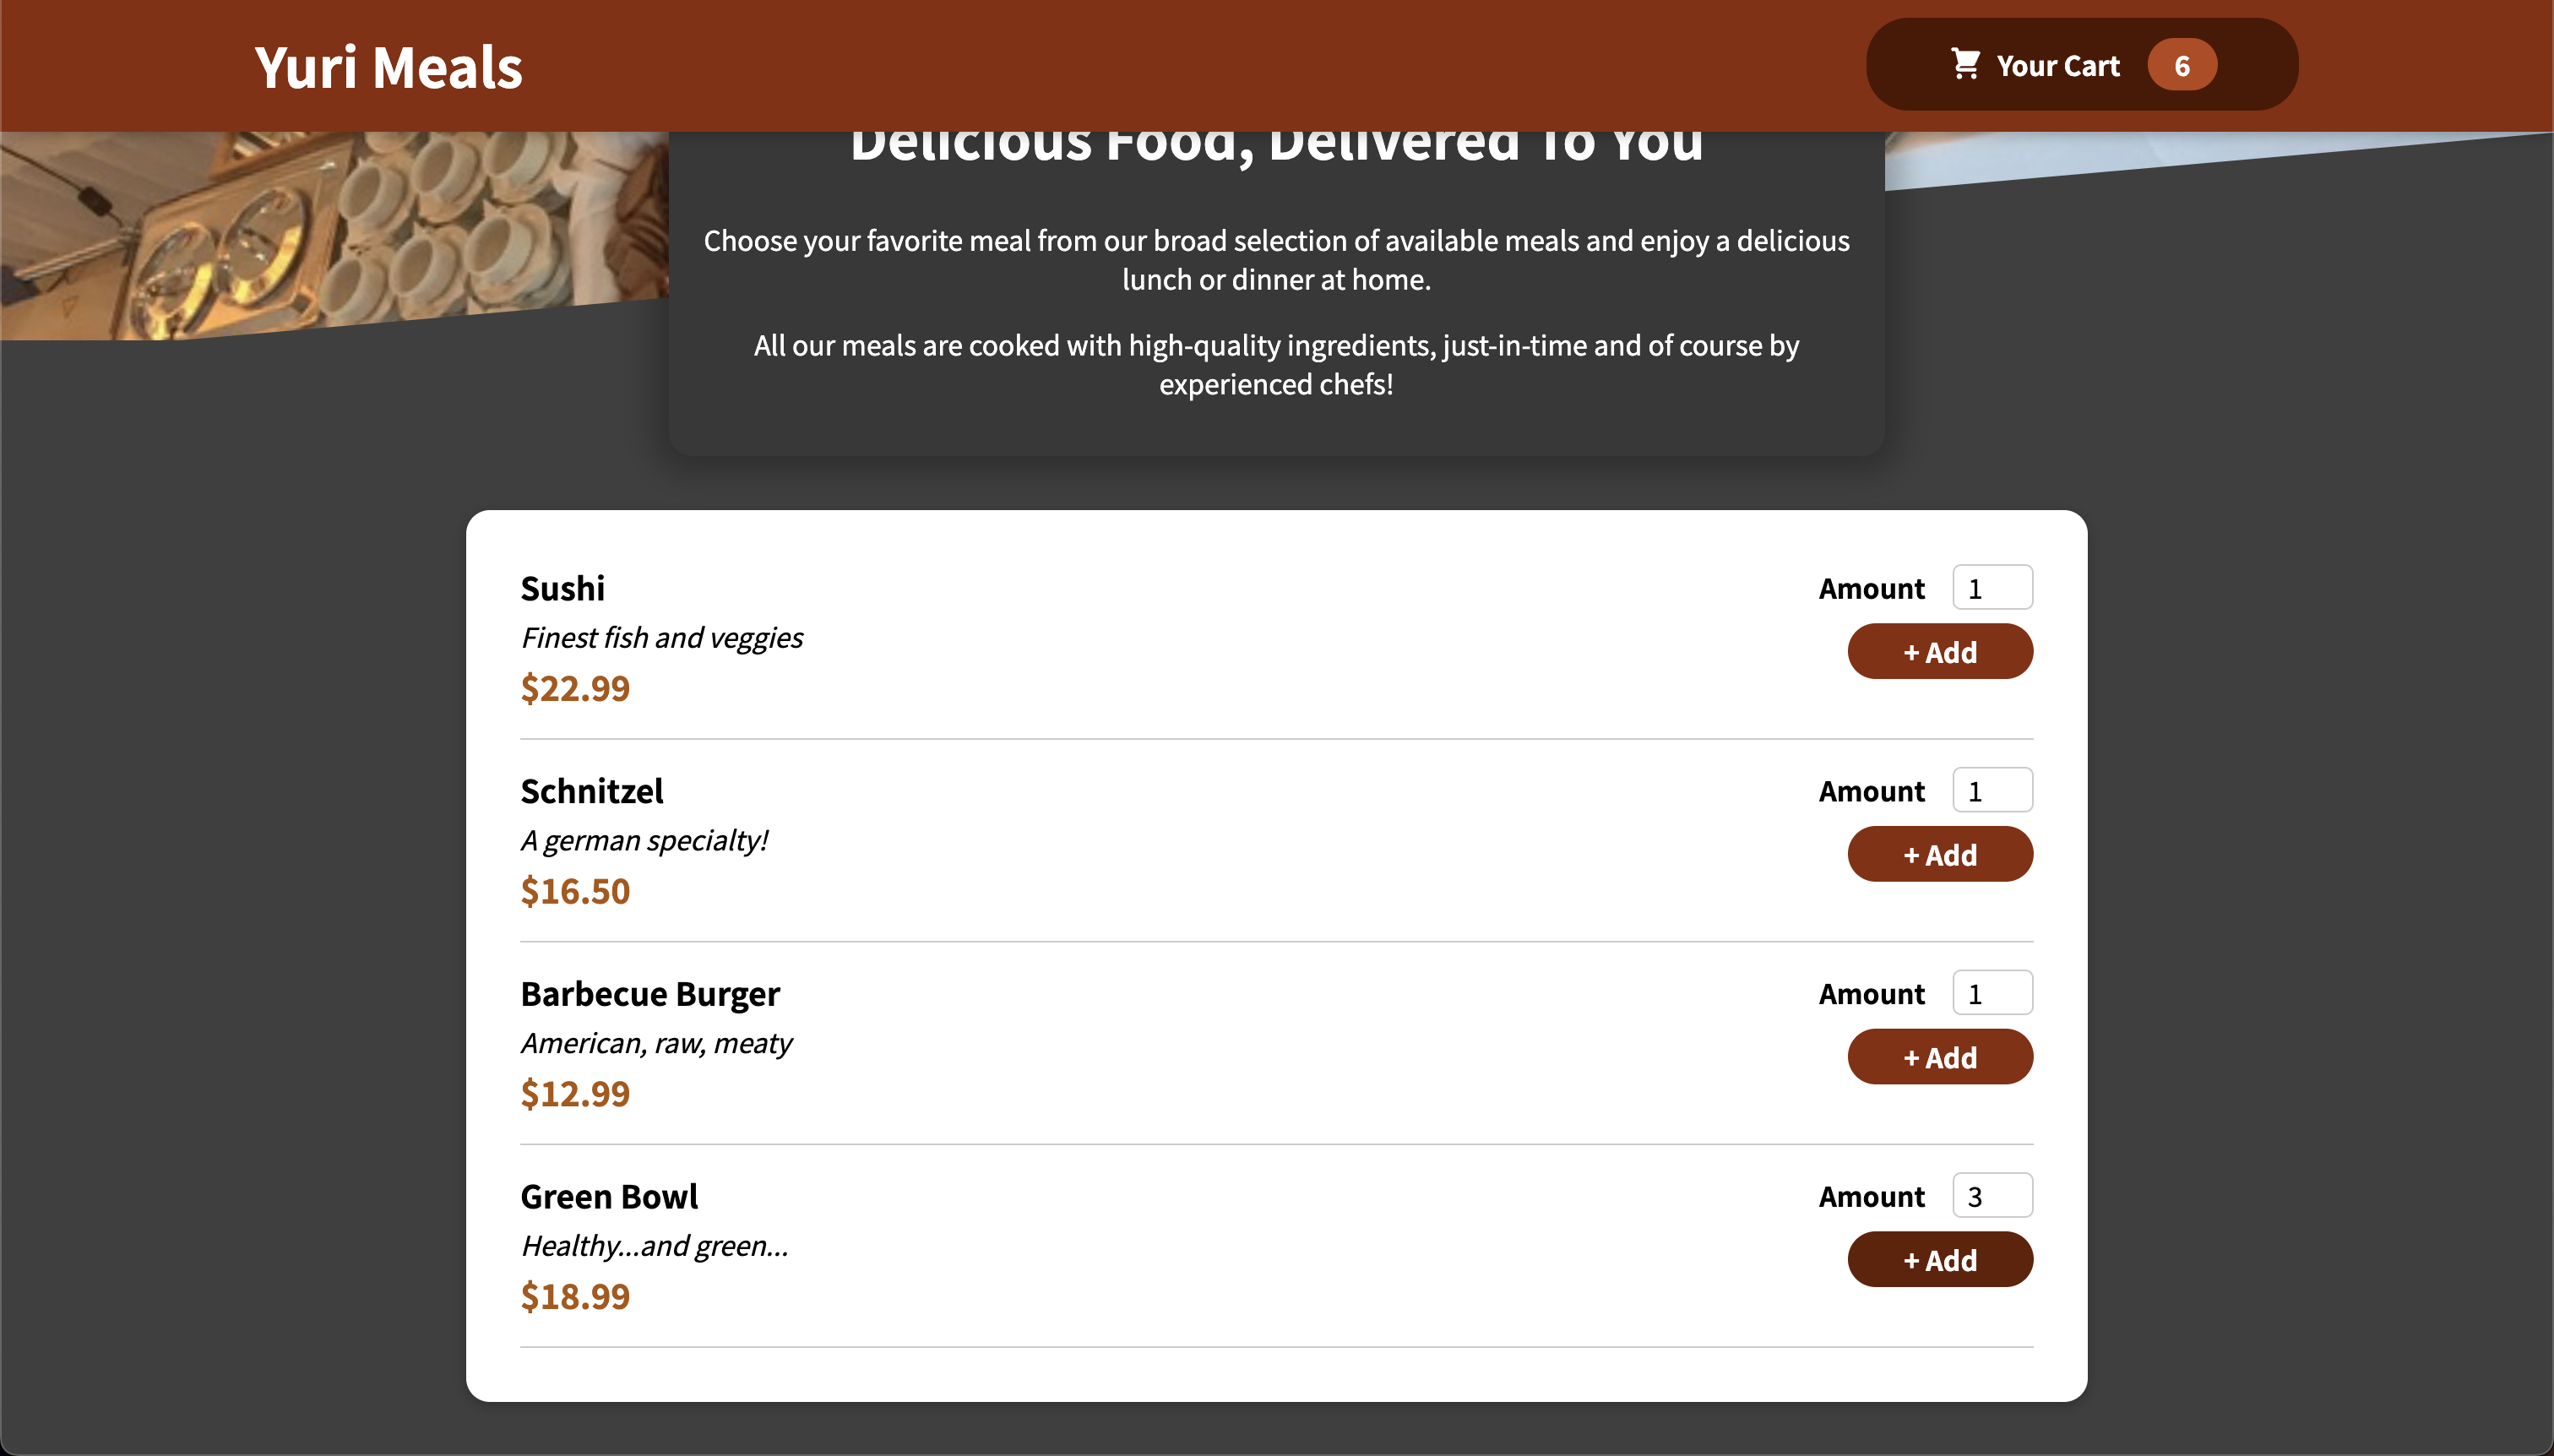 Yuri Meals
Your Cart 6
Delicious Food, Delivered To You
Choose your favorite meal from our broad selection of available meals and enjoy a delicious
lunch or dinner at home.
All our meals are cooked with high-quality ingredients, just-in-time and of course by
experienced chefs!
Sushi
Finest fish and veggies
$22.99
Amount 1
+ Add
Schnitzel
A german specialty!
$16.50
Amount 1
+ Add
Barbecue Burger
American, raw, meaty
$12.99
Amount 1
+ Add
Green Bowl
Healthy...and green...
$18.99
Amount 3
+ Add